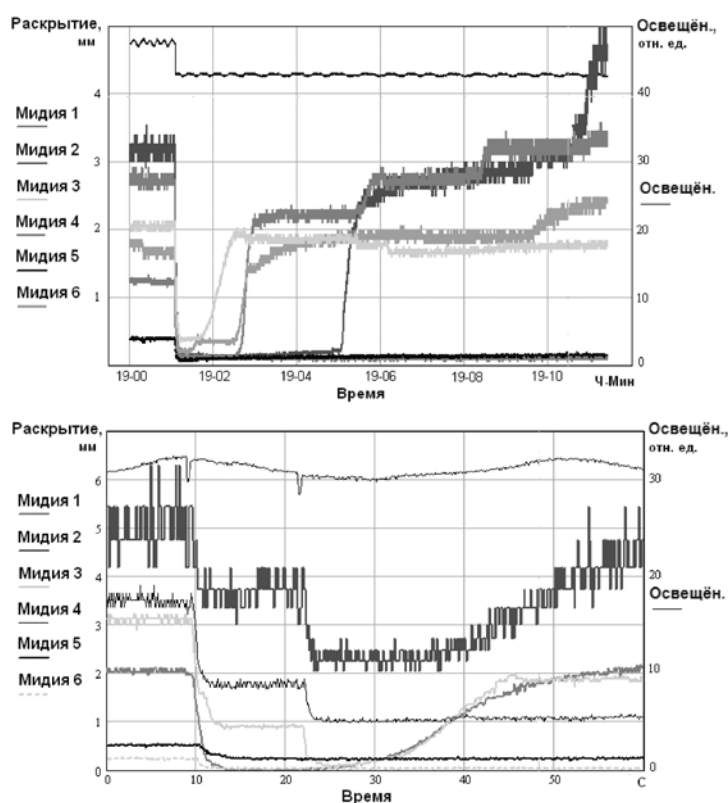 Раскрытие,
мм
Освещён.,
отн. ед.
4
3
2
1
40
30
20
10
0
Мидия 1
Мидия 2
Мидия 3
Мидия 4
Мидия 5
Мидия 6
Освещён.
19-00
19-02
19-04
19-06
19-08
19-10
Ч-Мин
Время
Раскрытие,
мм
Освещён.,
отн. ед.
6
5
4
3
2
1
0
30
20
10
0
Мидия 1
Мидия 2
Мидия 3
Мидия 4
Мидия 5
Мидия 6
Освещён.
0
10
20
30
40
50
С
Время